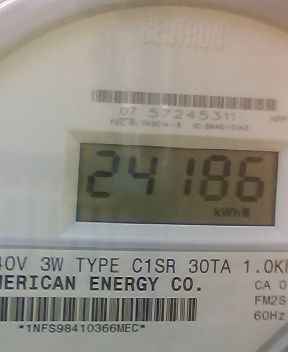 CENTRON
07 57245311
24186
kWh
40V 3W TYPE C1SR 30TA 1.0K
MERICAN ENERGY CO.
CA 0
FM2S
60Hz
*1NFS98410366MEC*